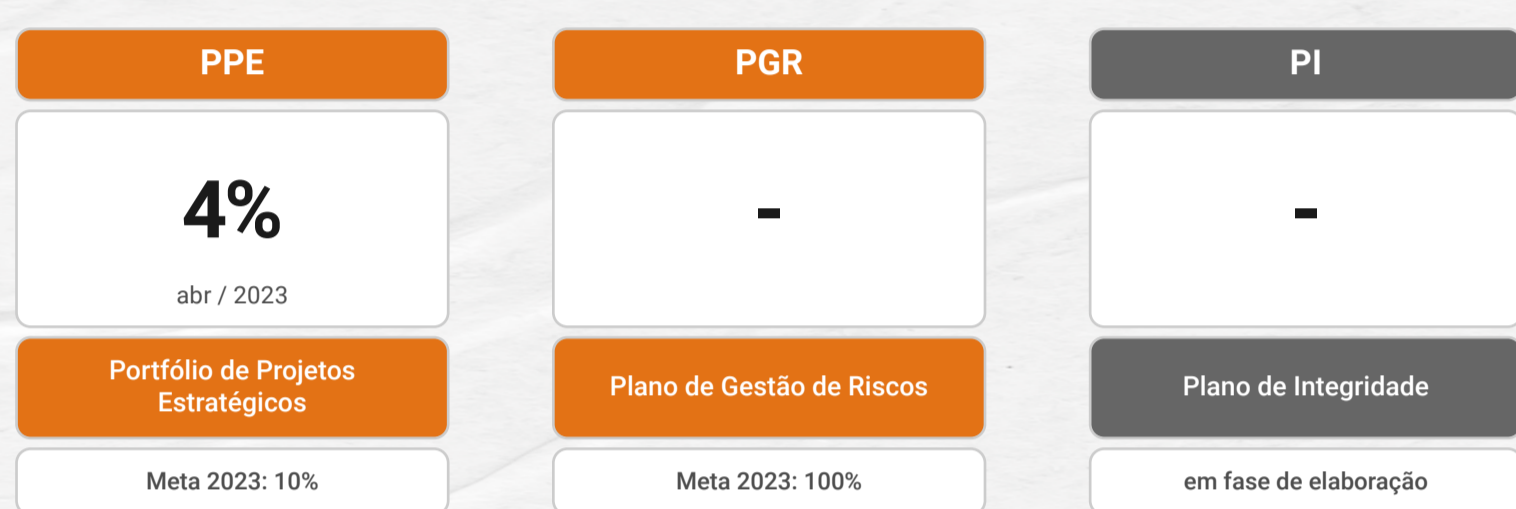 PPE
4%
abr / 2023
Portfólio de Projetos
Estratégicos
Meta 2023: 10%
PGR
-
Plano de Gestão de Riscos
Meta 2023: 100%
PI
-
Plano de Integridade
em fase de elaboração